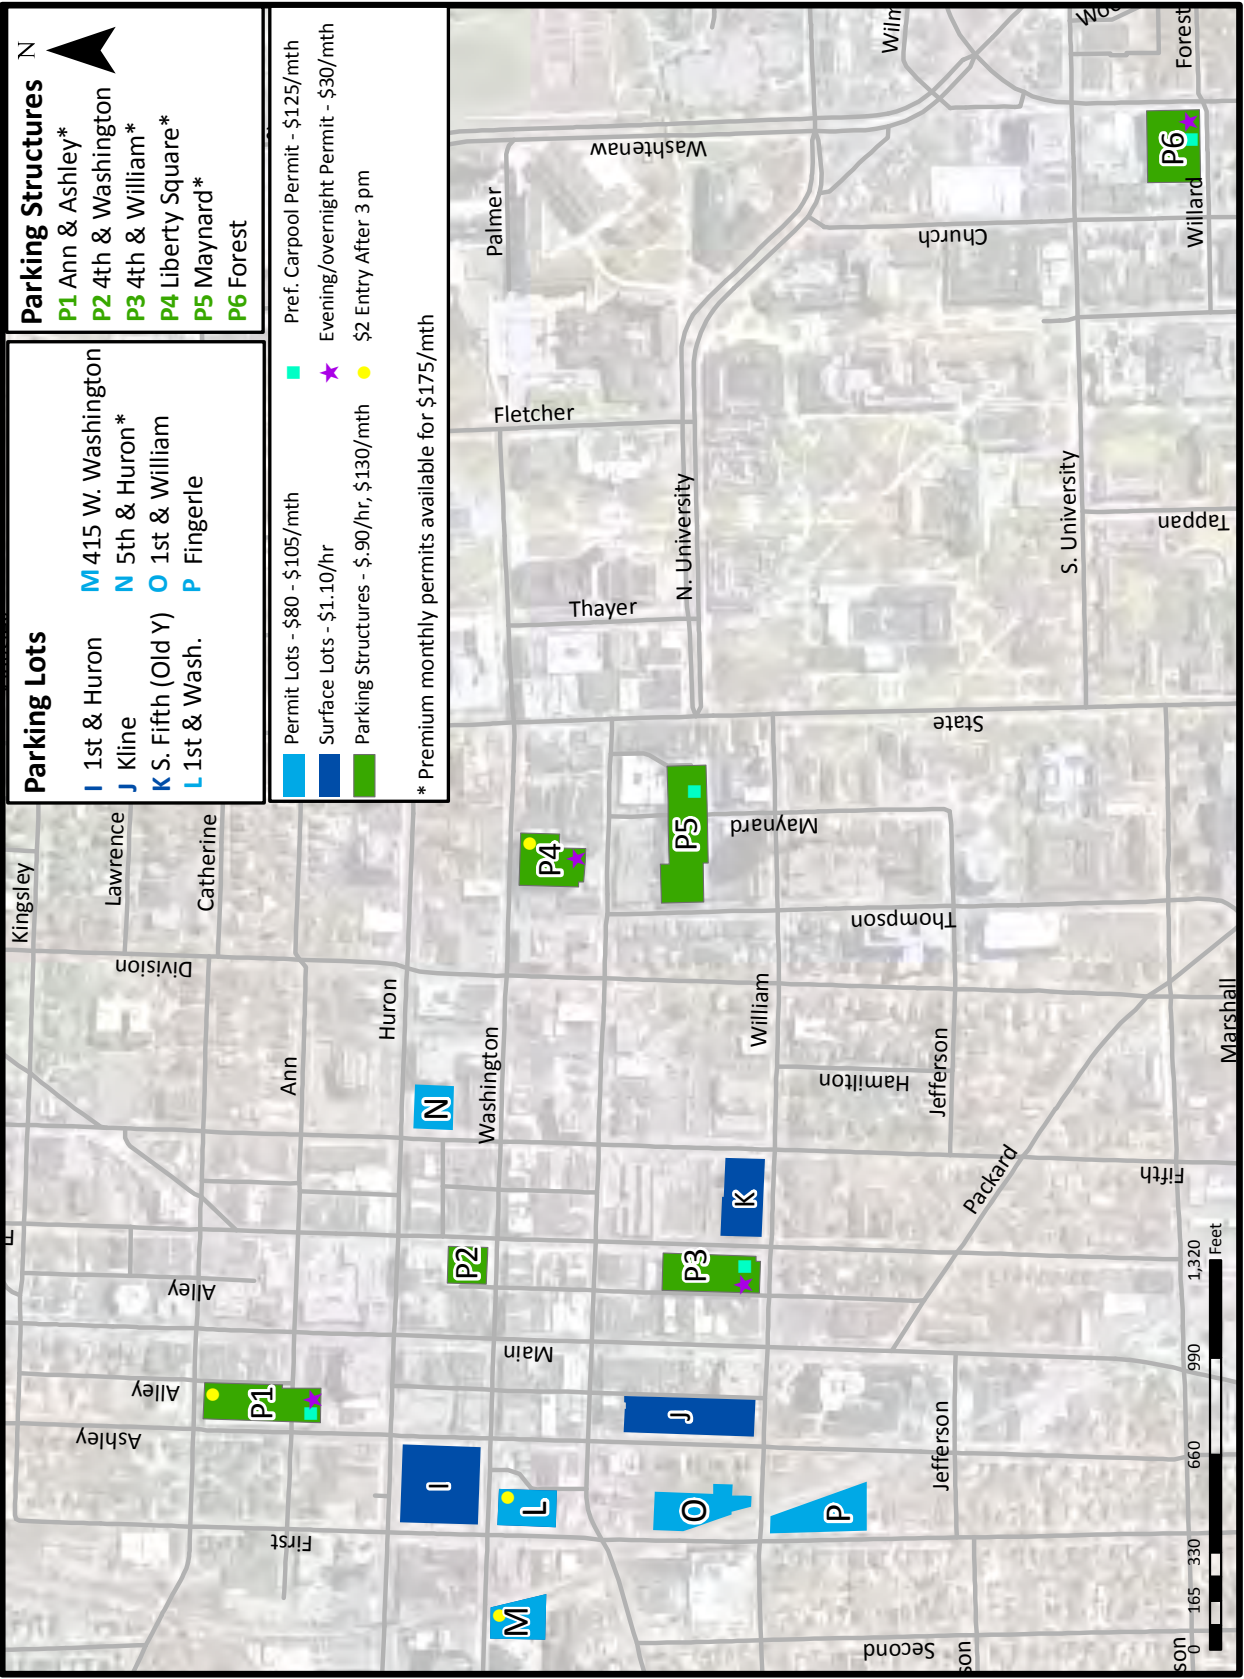 Parking Lots
I 1st & Huron
J Kline
K S. Fifth (Old Y)
L 1st & Wash.
M 415 W. Washington
N 5th & Huron*
O 1st & William
P Fingerle
Parking Structures
P1 Ann & Ashley*
P2 4th & Washington
P3 4th & William*
P4 Liberty Square*
P5 Maynard*
P6 Forest
N
Permit Lots - $80 - $105/mth
Surface Lots - $1.10/hr
Parking Structures - $.90/hr, $130/mth
Pref. Carpool Permit - $125/mth
Evening/overnight Permit - $30/mth
$2 Entry After 3 pm
* Premium monthly permits available for $175/mth
Kingsley
Lawrence
Catherine
Division
Ann
Huron
Washington
Alley
Alley
Ashley
First
Main
William
Hamilton
Jefferson
Packard
Fifth
Marshall
Thompson
Maynard
State
Thayer
Fletcher
N. University
S. University
Tappan
Palmer
Washtenaw
Church
Willard
Forest
Wilm
Woo
Jefferson
Second
son
son
P1
P2
P3
P4
P5
P6
I
J
K
L
M
N
O
P
0 165 330 660 990 1,320
Feet